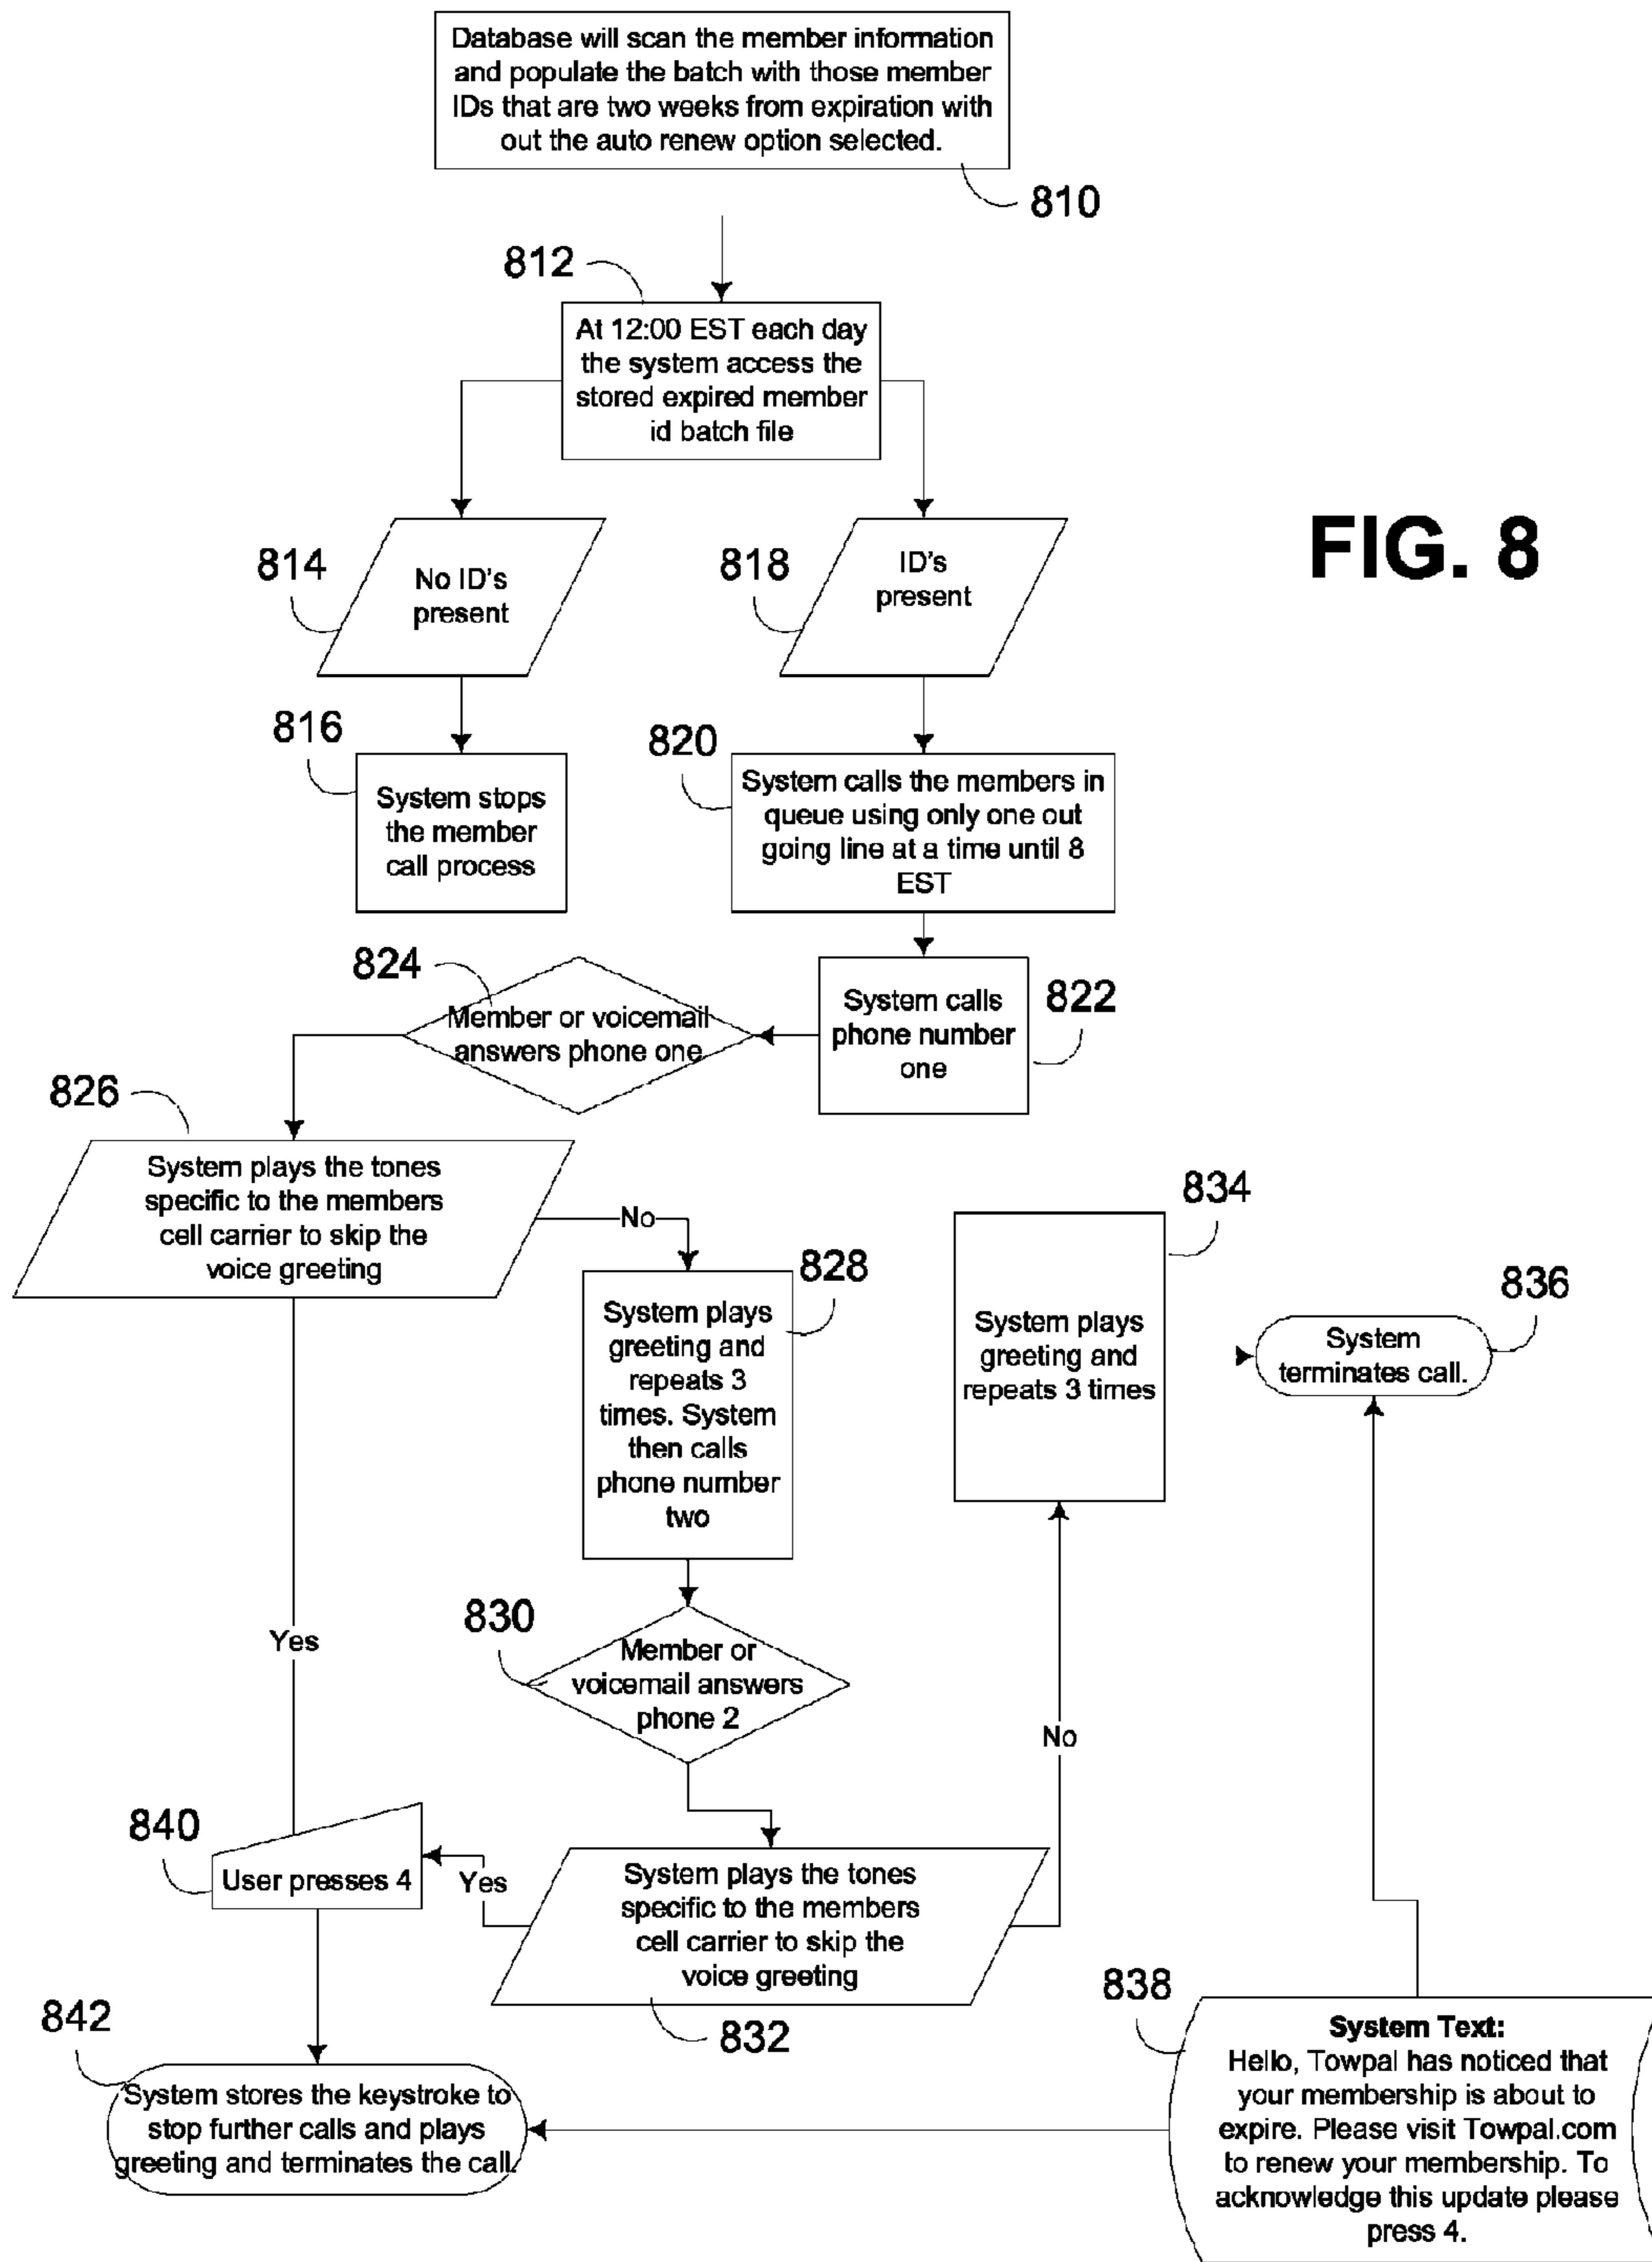 Database will scan the member information
and populate the batch with those member
IDs that are two weeks from expiration with
out the auto renew option selected.
810
812
At 12:00 EST each day
the system access the
stored expired member
id batch file
FIG. 8
814
No ID's
present
818
ID's
present
816
System stops
the member
call process
820
System calls the members in
queue using only one out
going line at a time until 8
EST
824
Member or voicemail
answers phone one
System calls
phone number
one
822
826
System plays the tones
specific to the members
cell carrier to skip the
voice greeting
No
828
System plays
greeting and
repeats 3
times. System
then calls
phone number
two
834
System plays
greeting and
repeats 3 times
836
System
terminates call.
Yes
830
Member or
voicemail answers
phone 2
No
840
User presses 4
Yes
System plays the tones
specific to the members
cell carrier to skip the
voice greeting
832
838
System Text:
Hello, Towpal has noticed that
your membership is about to
expire. Please visit Towpal.com
to renew your membership. To
acknowledge this update please
press 4.
842
System stores the keystroke to
stop further calls and plays
greeting and terminates the call.